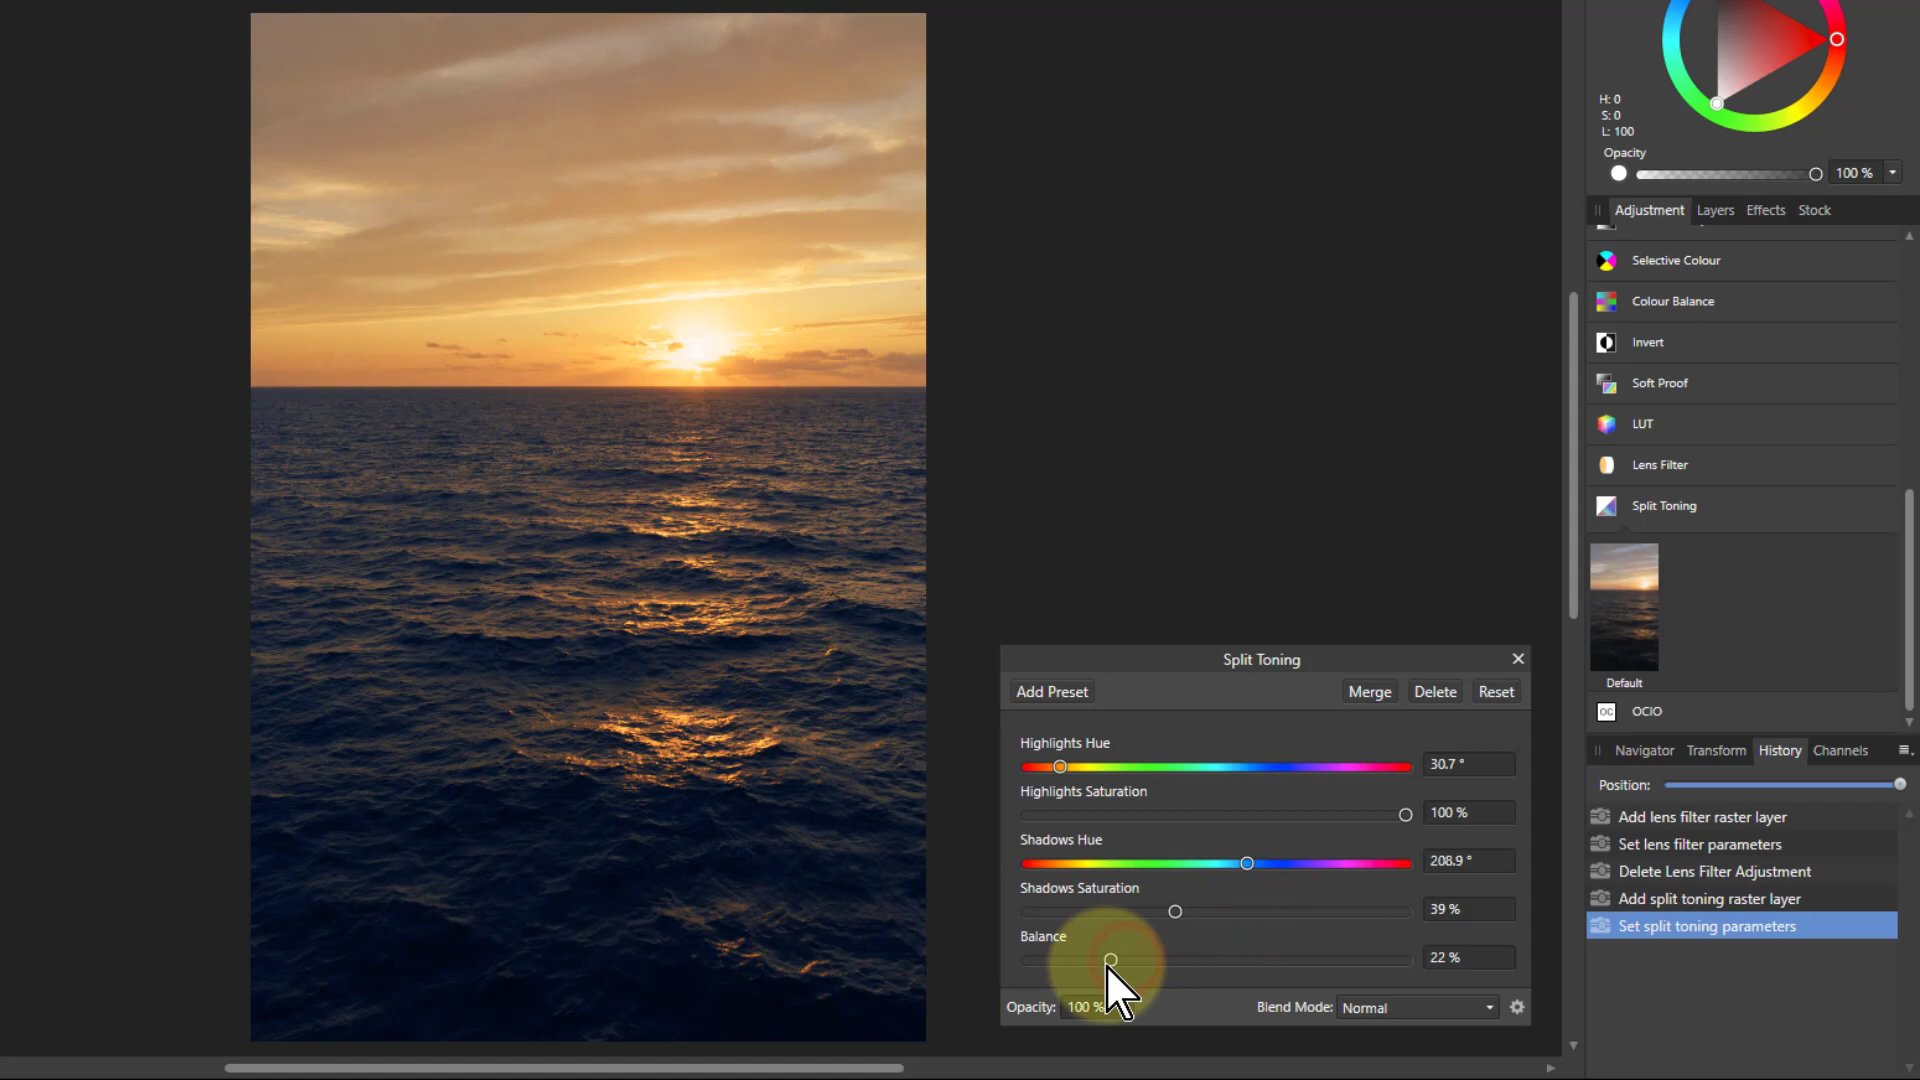 H: 0
S: 0
L: 100
Opacity
100 %
Adjustment Layers Effects Stock
Selective Colour
Colour Balance
Invert
Soft Proof
LUT
Lens Filter
Split Toning
Default
OC OCIO
Navigator Transform History Channels
Position:
Add lens filter raster layer
Set lens filter parameters
Delete Lens Filter Adjustment
Add split toning raster layer
Set split toning parameters
Split Toning
Add Preset Merge Delete Reset
Highlights Hue
30.7 °
Highlights Saturation
100 %
Shadows Hue
208.9 °
Shadows Saturation
39 %
Balance
22 %
Opacity: 100 % Blend Mode: Normal